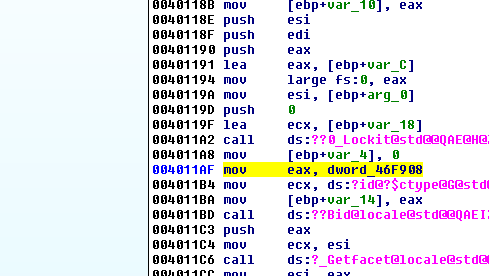 0040118B mov [ebp+var_10], eax
0040118E push esi
0040118F push edi
00401190 push eax
00401191 lea eax, [ebp+var_C]
00401194 mov large fs:0, eax
0040119A mov esi, [ebp+arg_0]
0040119D push 0
0040119F lea ecx, [ebp+var_18]
004011A2 call ds:??0_Lockit@std@@QAE@H@Z
004011A8 mov [ebp+var_4], 0
004011AF mov eax, dword_46F908
004011B4 mov ecx, ds:?id@?$ctype@G@std@
004011BA mov [ebp+var_14], eax
004011BD call ds:??Bid@locale@std@@QAEI
004011C3 push eax
004011C4 mov ecx, esi
004011C6 call ds:?_Getfacet@locale@std@
004011CC mov esi, eax